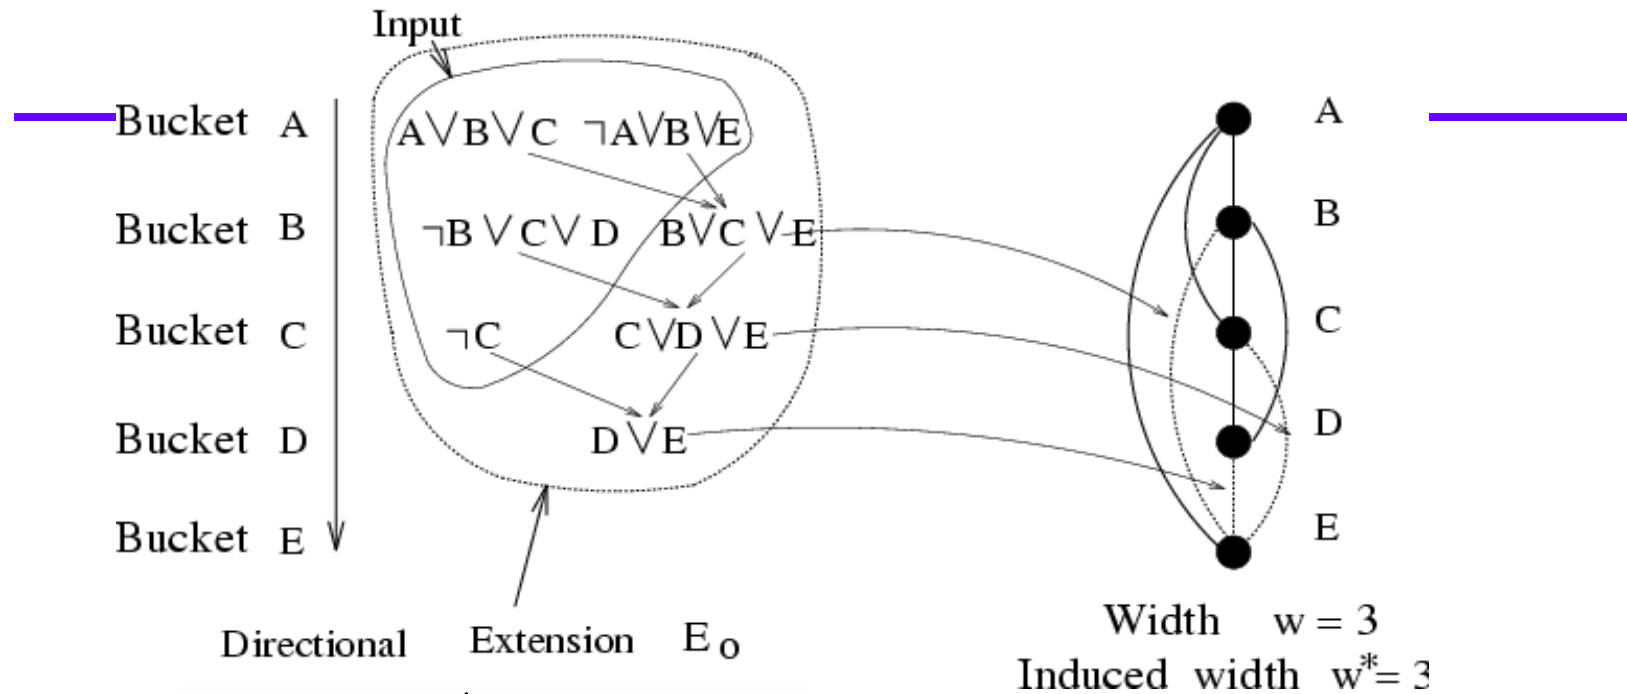 Input
Bucket A A∨B∨C ¬A∨B∨E A
Bucket B ¬B∨C∨D B∨C∨E B
Bucket C ¬C C∨D∨E C
Bucket D D∨E D
Bucket E E
Directional Extension E₀
Width w = 3
Induced width w*= 3